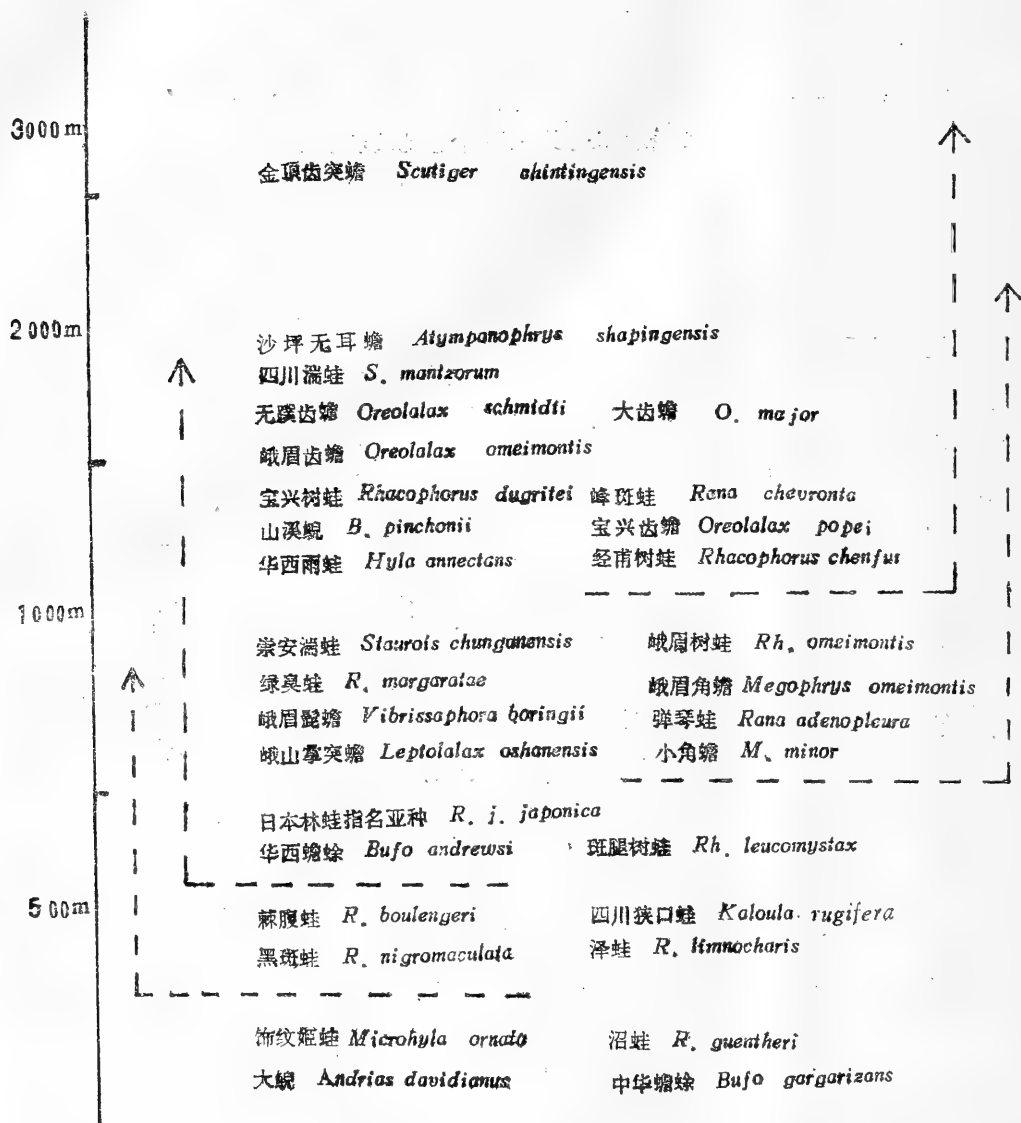 3000m
金顶齿突蟾 Scutiger chintingensis
2000m
沙坪无耳蟾 Atympanophrys shapingensis
四川湍蛙 S. mantzorum
无蹼齿蟾 Oreolalax schmidti 大齿蟾 O. major
峨眉齿蟾 Oreolalax omeimontis
宝兴树蛙 Rhacophorus dugritei 峰斑蛙 Rana chevronta
山溪鲵 B. pinchonii 宝兴齿蟾 Oreolalax popei
华西雨蛙 Hyla annectans 经甫树蛙 Rhacophorus chenfui
1000m
崇安湍蛙 Staurois chunganensis 峨眉树蛙 Rh. omeimontis
绿臭蛙 R. margaratae 峨眉角蟾 Megophrys omeimontis
峨眉髭蟾 Vibrissaphora boringii 弹琴蛙 Rana adenopleura
峨山掌突蟾 Leptolalax oshanensis 小角蟾 M. minor
日本林蛙指名亚种 R. j. japonica
华西蟾蜍 Bufo andrewsi 斑腿树蛙 Rh. leucomystax
500m
棘腹蛙 R. boulengeri 四川狭口蛙 Kaloula rugifera
黑斑蛙 R. nigromaculata 泽蛙 R. limnocharis
饰纹姬蛙 Microhyla ornata 沼蛙 R. guentheri
大鲵 Andrias davidianus 中华蟾蜍 Bufo gargarizans